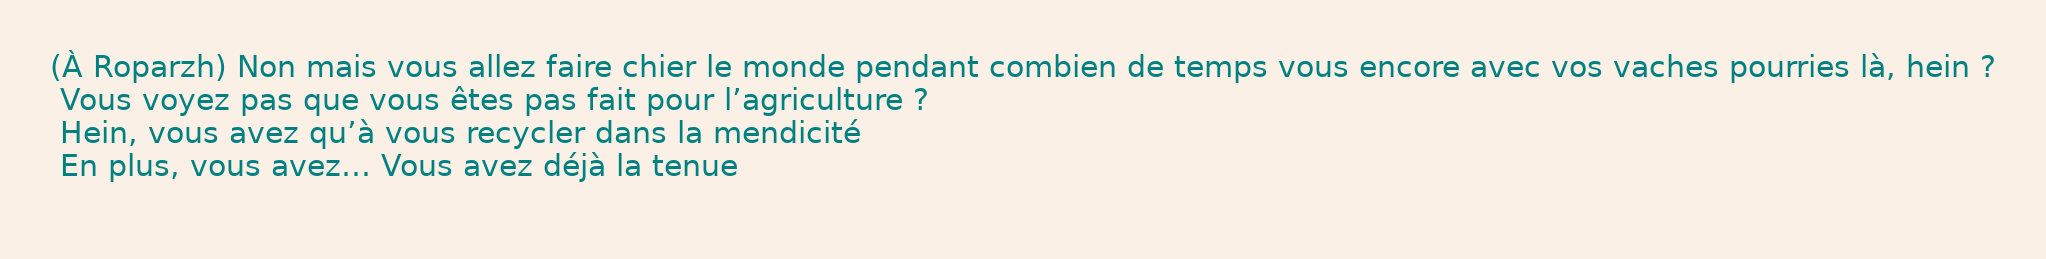 (À Roparzh) Non mais vous allez faire chier le monde pendant combien de temps vous encore avec vos vaches pourries là, hein ?
Vous voyez pas que vous êtes pas fait pour l’agriculture ?
Hein, vous avez qu’à vous recycler dans la mendicité
En plus, vous avez… Vous avez déjà la tenue